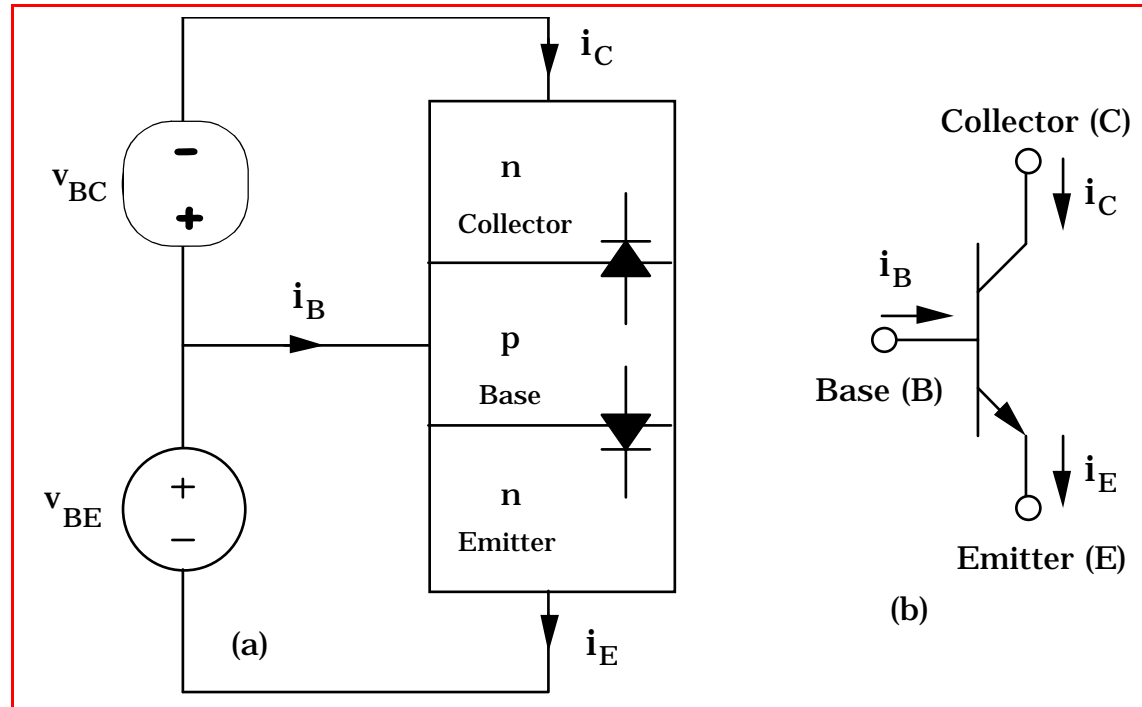 i_C
n
Collector
v_BC
-
+
i_B
p
Base
v_BE
+
−
n
Emitter
i_E
(a)
Collector (C)
i_C
i_B
Base (B)
i_E
Emitter (E)
(b)